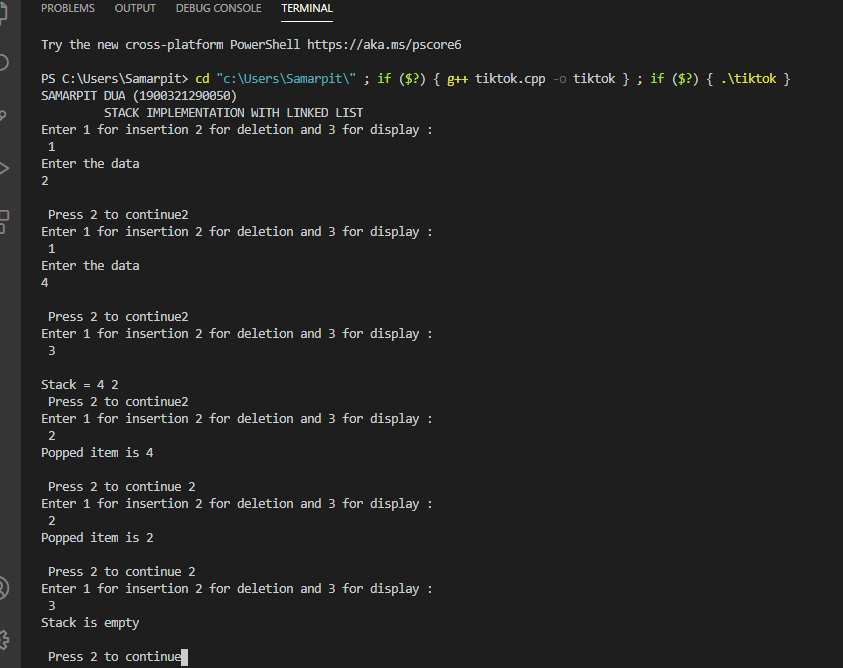 PROBLEMS OUTPUT DEBUG CONSOLE TERMINAL
Try the new cross-platform PowerShell https://aka.ms/pscore6
PS C:\Users\Samarpit> cd "c:\Users\Samarpit\" ; if ($?) { g++ tiktok.cpp -o tiktok } ; if ($?) { .\tiktok }
SAMARPIT DUA (1900321290050)
STACK IMPLEMENTATION WITH LINKED LIST
Enter 1 for insertion 2 for deletion and 3 for display :
1
Enter the data
2
Press 2 to continue2
Enter 1 for insertion 2 for deletion and 3 for display :
1
Enter the data
4
Press 2 to continue2
Enter 1 for insertion 2 for deletion and 3 for display :
3
Stack = 4 2
Press 2 to continue2
Enter 1 for insertion 2 for deletion and 3 for display :
2
Popped item is 4
Press 2 to continue 2
Enter 1 for insertion 2 for deletion and 3 for display :
2
Popped item is 2
Press 2 to continue 2
Enter 1 for insertion 2 for deletion and 3 for display :
3
Stack is empty
Press 2 to continue